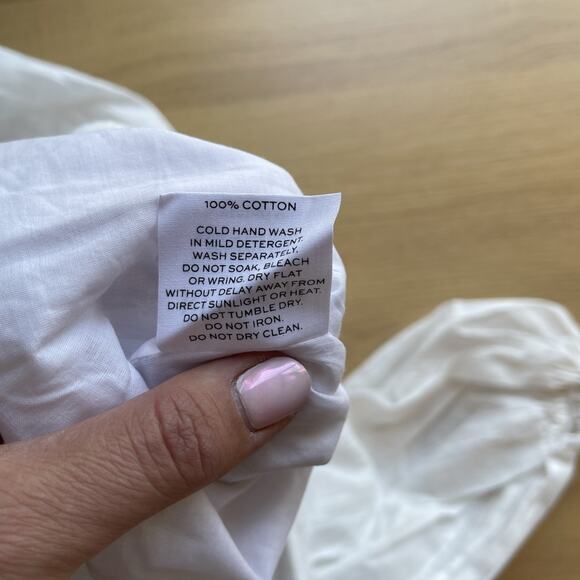 100% COTTON
COLD HAND WASH
IN MILD DETERGENT.
WASH SEPARATELY,
DO NOT SOAK, BLEACH
OR WRING. DRY FLAT
WITHOUT DELAY AWAY FROM
DIRECT SUNLIGHT OR HEAT.
DO NOT TUMBLE DRY.
DO NOT IRON.
DO NOT DRY CLEAN.